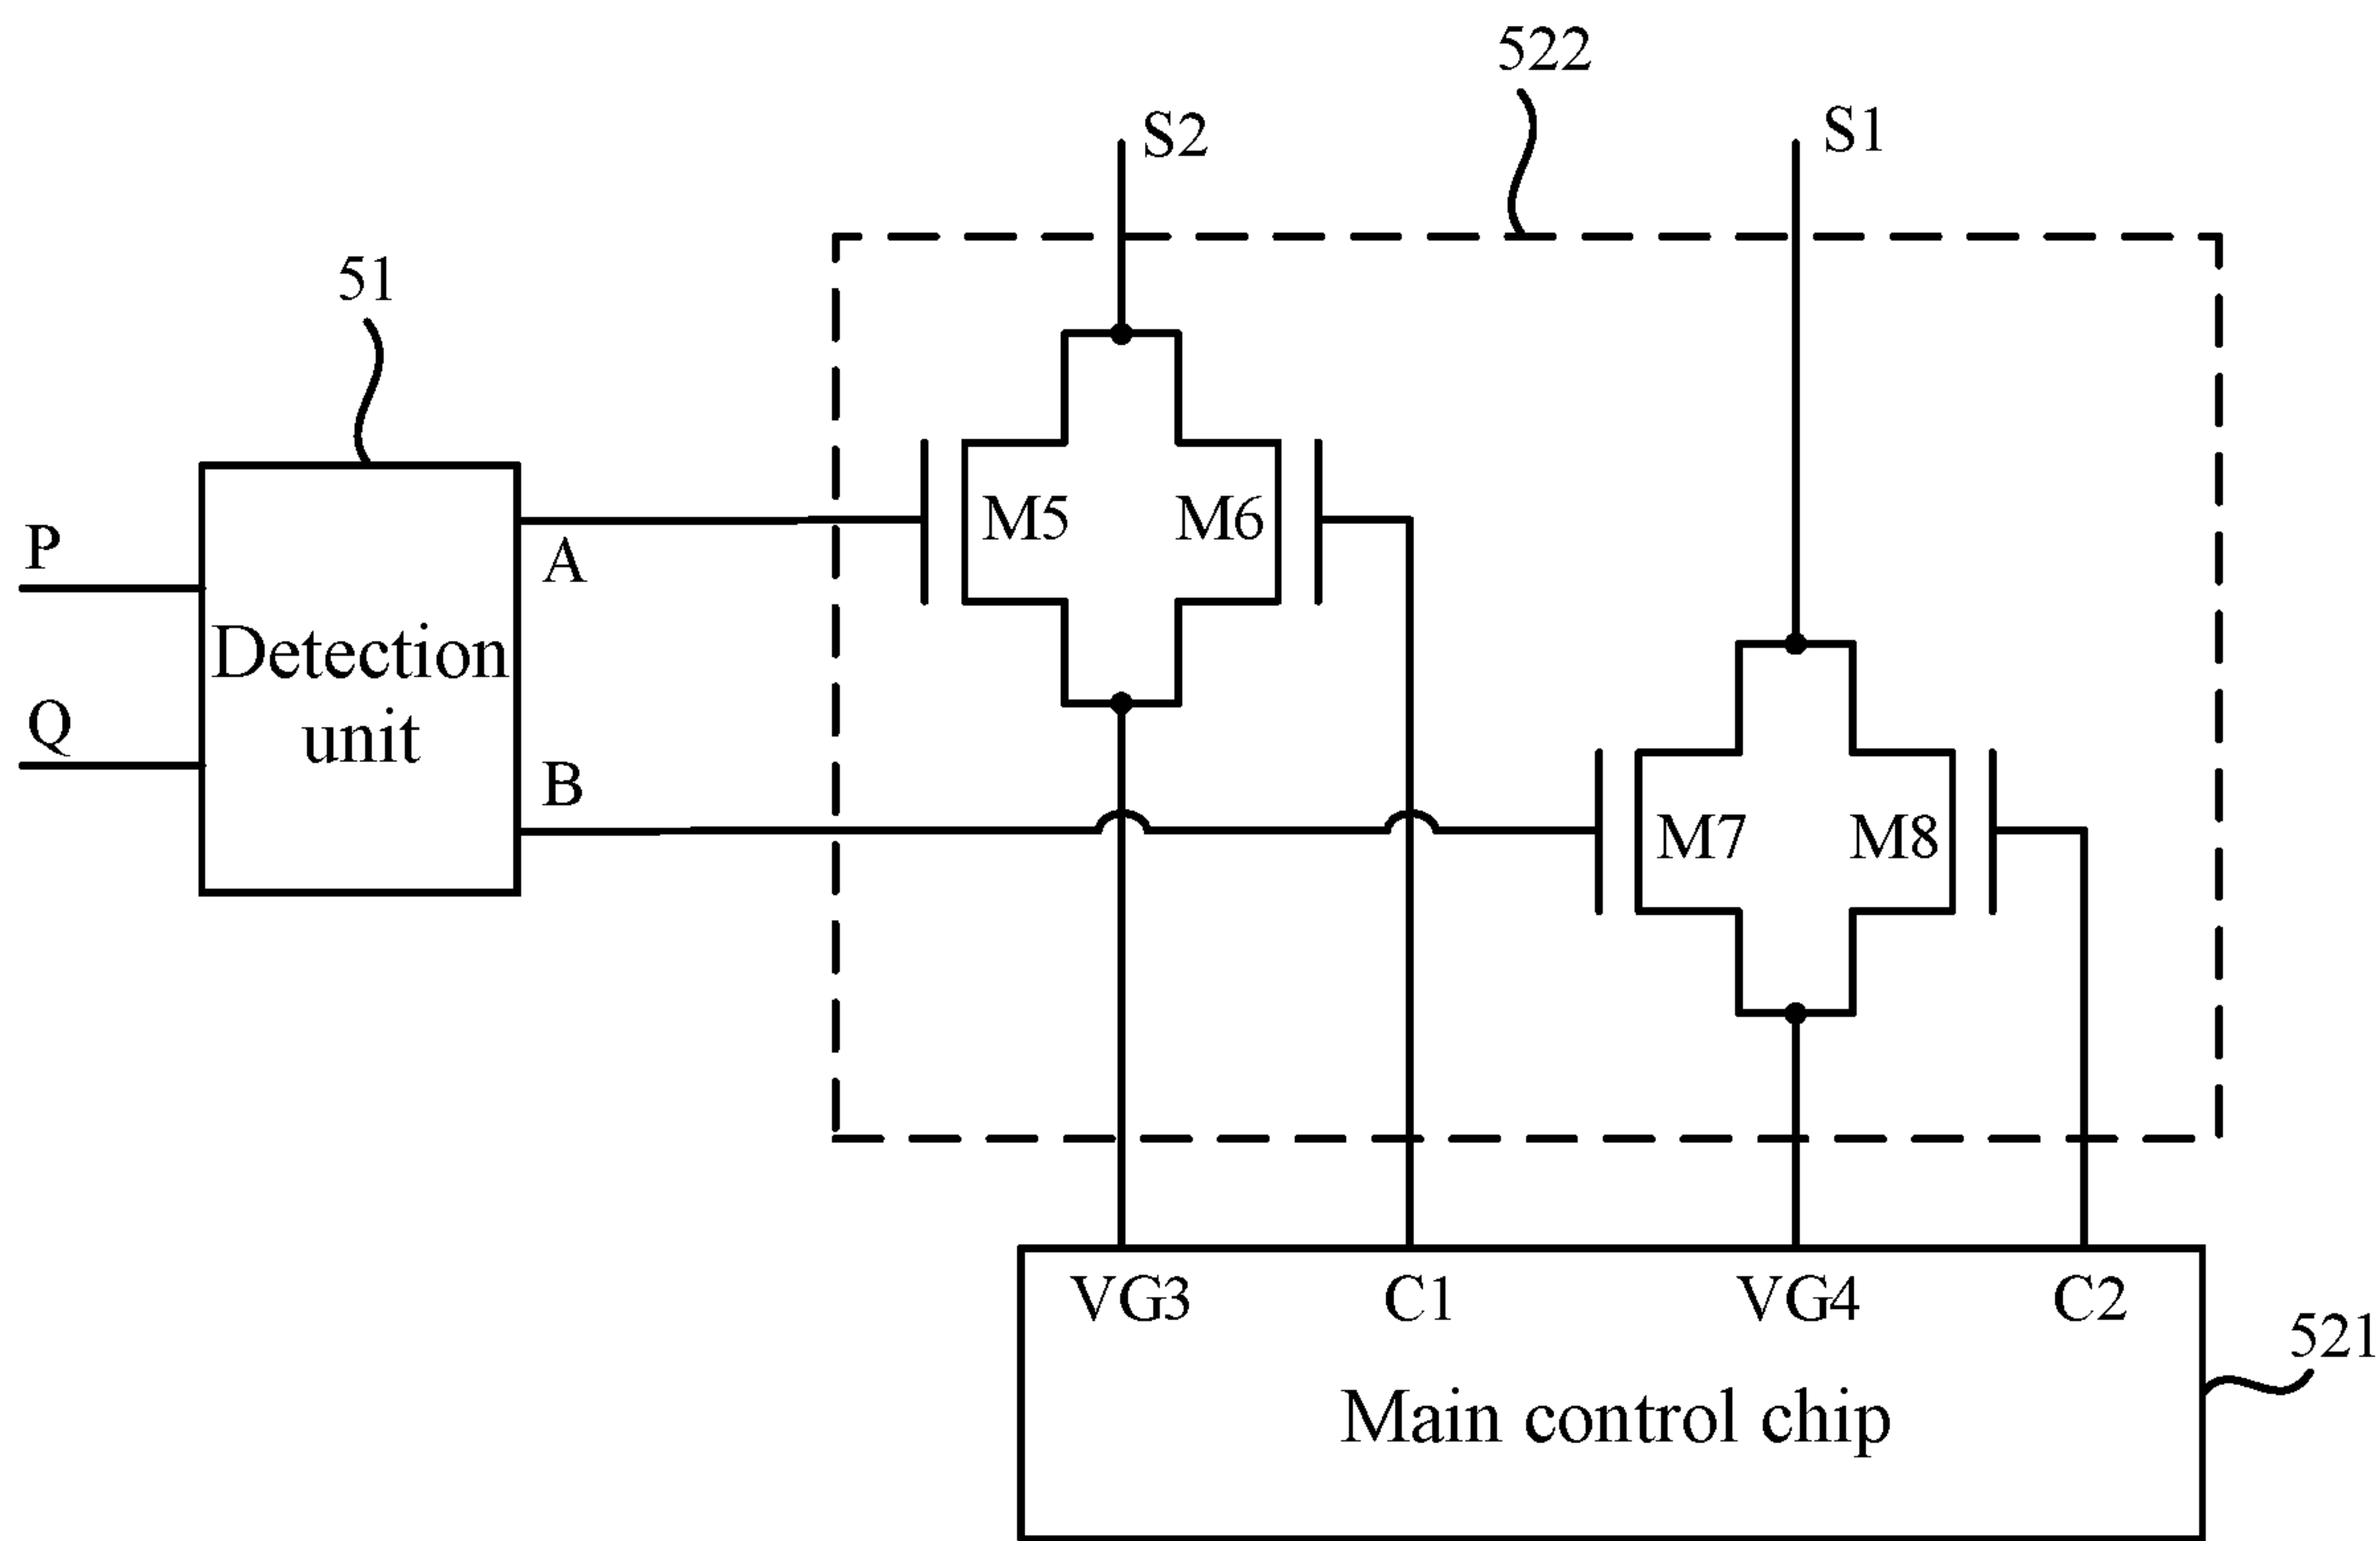 522
S2
S1
51
P
A
M5
M6
Detection
unit
Q
B
M7
M8
VG3
C1
VG4
C2
521
Main control chip